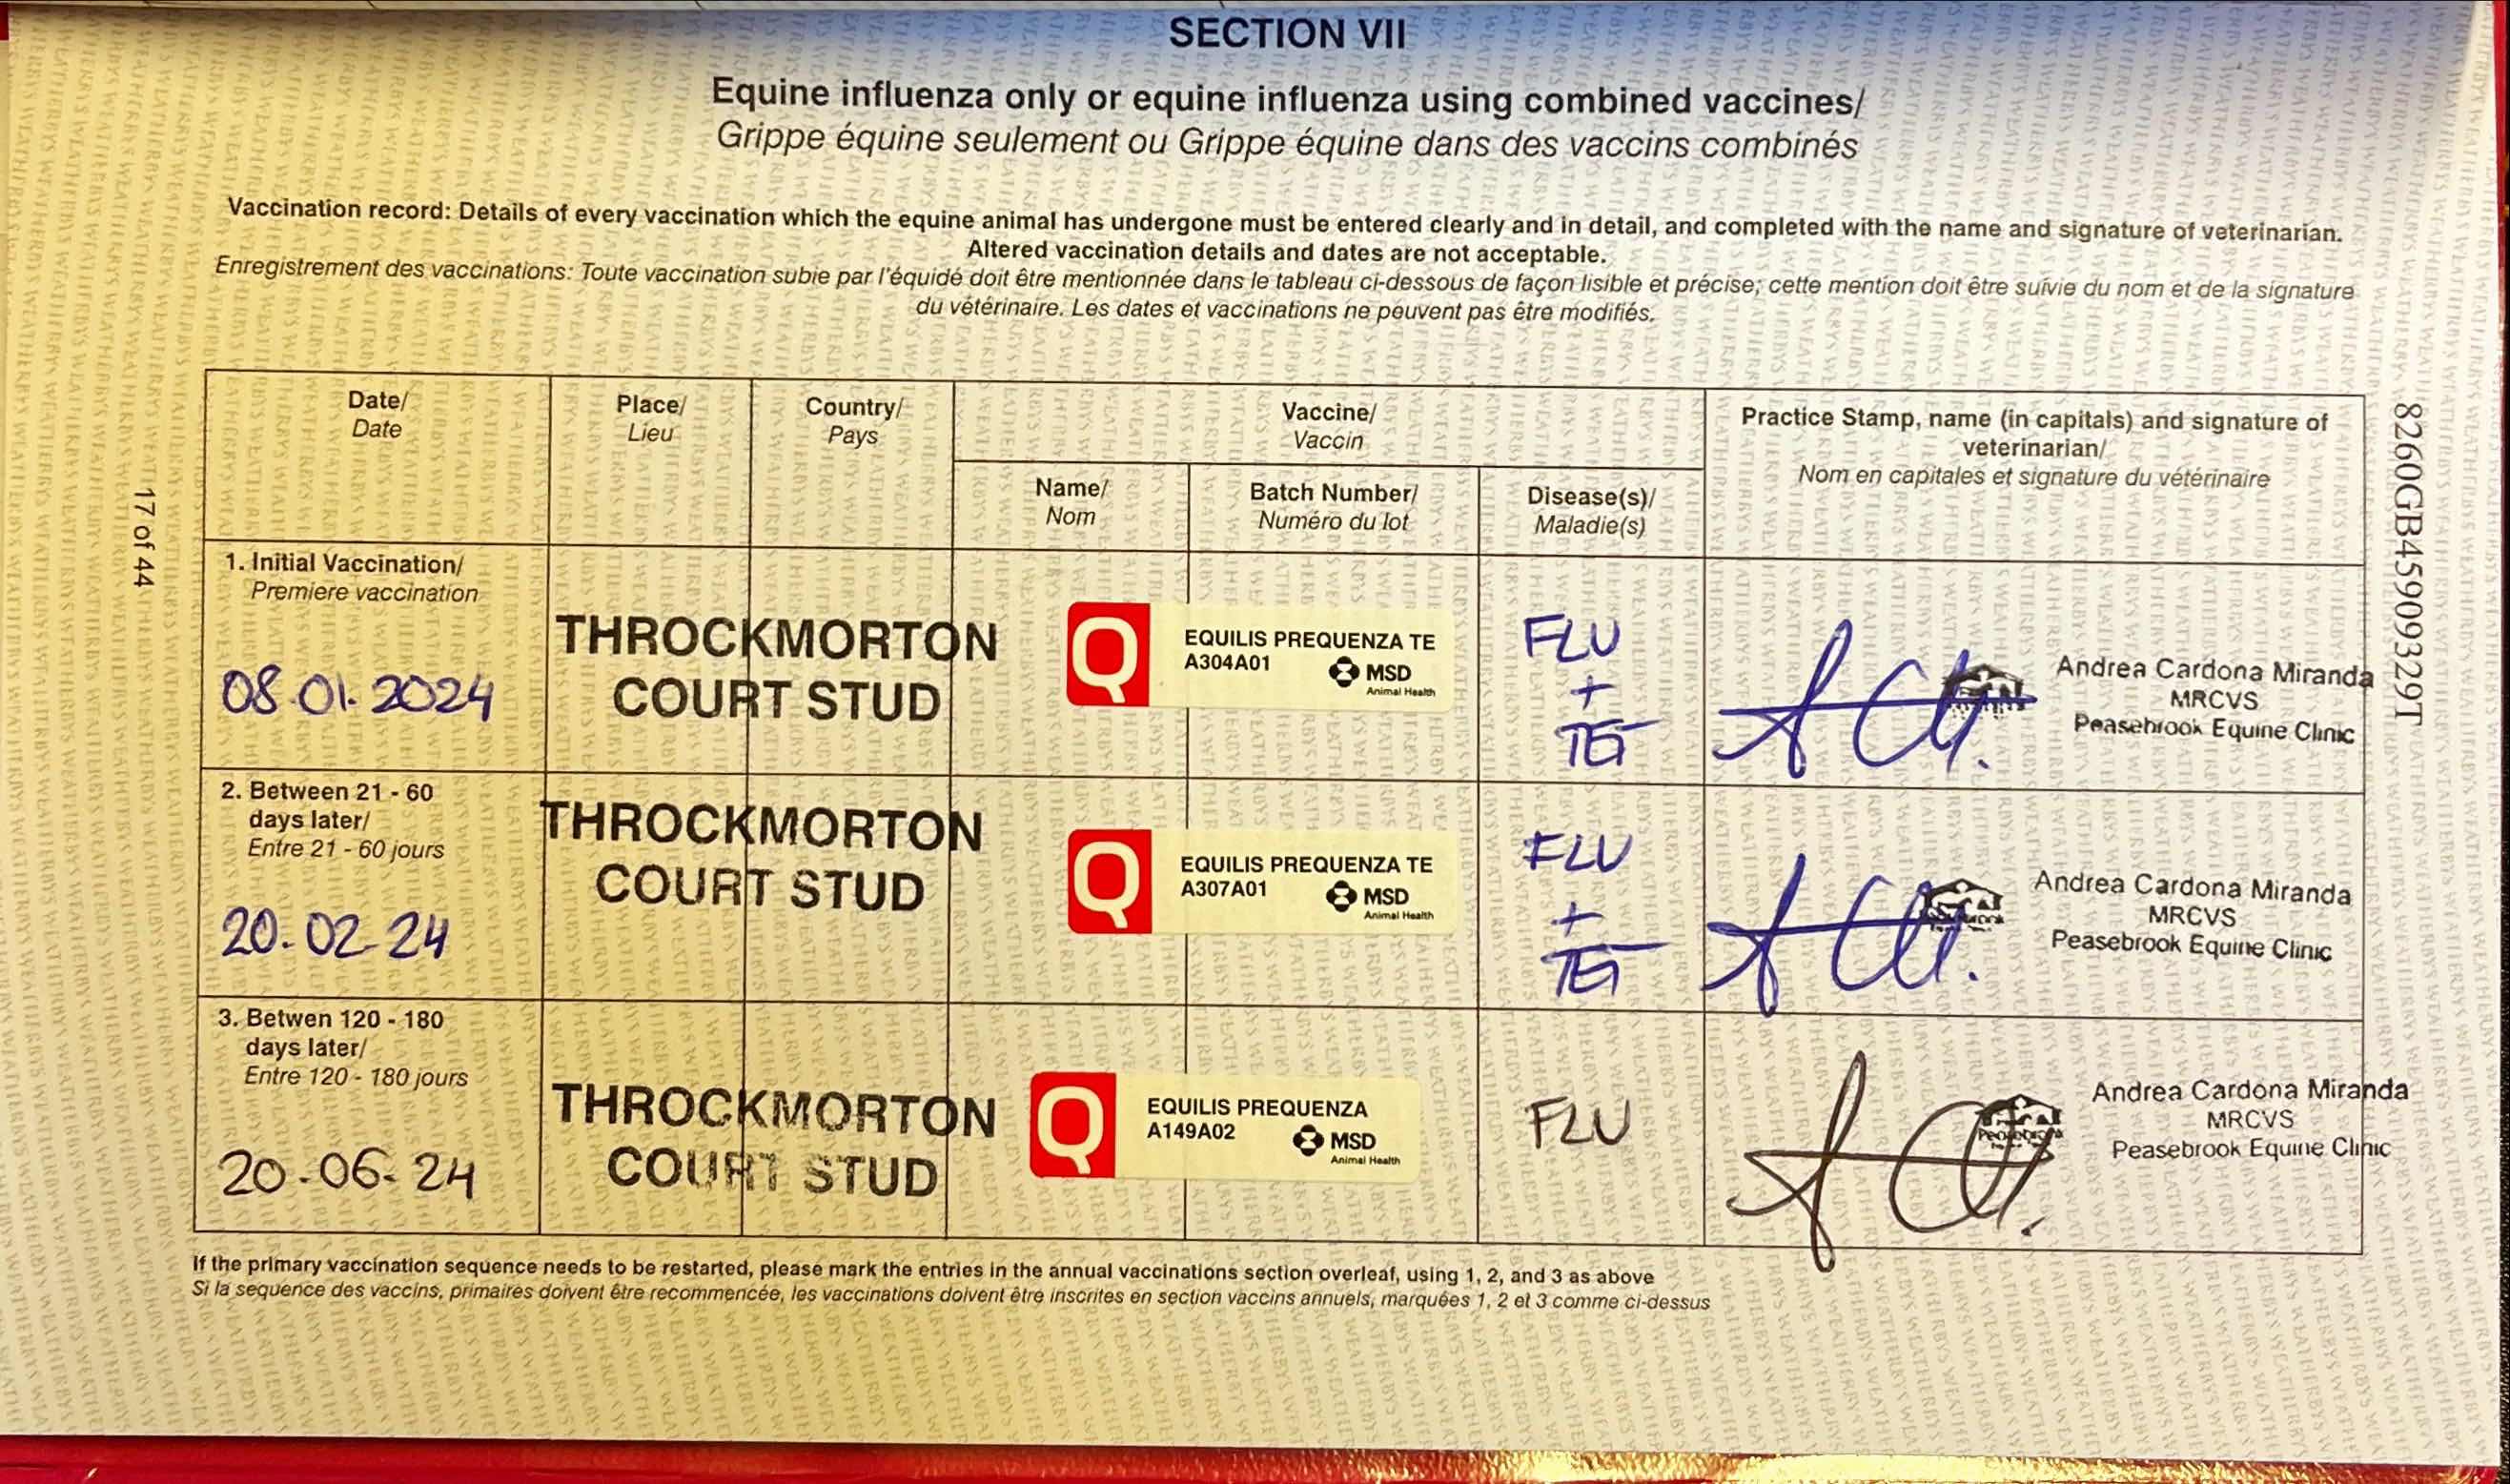 SECTION VII
Equine influenza only or equine influenza using combined vaccines/
Grippe équine seulement ou Grippe équine dans des vaccins combinés
Vaccination record: Details of every vaccination which the equine animal has undergone must be entered clearly and in detail, and completed with the name and signature of veterinarian.
Altered vaccination details and dates are not acceptable.
Enregistrement des vaccinations: Toute vaccination subie par l'équidé doit être mentionnée dans le tableau ci-dessous de façon lisible et précise; cette mention doit être suivie du nom et de la signature
du vétérinaire. Les dates et vaccinations ne peuvent pas être modifiés.
Date/
Date
Place/
Lieu
Country/
Pays
Vaccine/
Vaccin
Name/
Nom
Batch Number/
Numéro du lot
Disease(s)/
Maladie(s)
Practice Stamp, name (in capitals) and signature of
veterinarian/
Nom en capitales et signature du vétérinaire
1. Initial Vaccination/
Premiere vaccination
08.01.2024
THROCKMORTON
COURT STUD
Q
EQUILIS PREQUENZA TE
A304A01
MSD
Animal Health
FLU
+
TET
Andrea Cardona Miranda
MRCVS
Peasebrook Equine Clinic
2. Between 21 - 60
days later/
Entre 21 - 60 jours
20.02.24
THROCKMORTON
COURT STUD
Q
EQUILIS PREQUENZA TE
A307A01
MSD
Animal Health
FLU
+
TET
Andrea Cardona Miranda
MRCVS
Peasebrook Equine Clinic
3. Betwen 120 - 180
days later/
Entre 120 - 180 jours
20.06.24
THROCKMORTON
COURT STUD
Q
EQUILIS PREQUENZA
A149A02
MSD
Animal Health
FLU
Andrea Cardona Miranda
MRCVS
Peasebrook Equine Clinic
If the primary vaccination sequence needs to be restarted, please mark the entries in the annual vaccinations section overleaf, using 1, 2, and 3 as above
Si la sequence des vaccins, primaires doivent être recommencée, les vaccinations doivent être inscrites en section vaccins annuels, marquées 1, 2 et 3 comme ci-dessus
17 of 44
8260GB45909329T